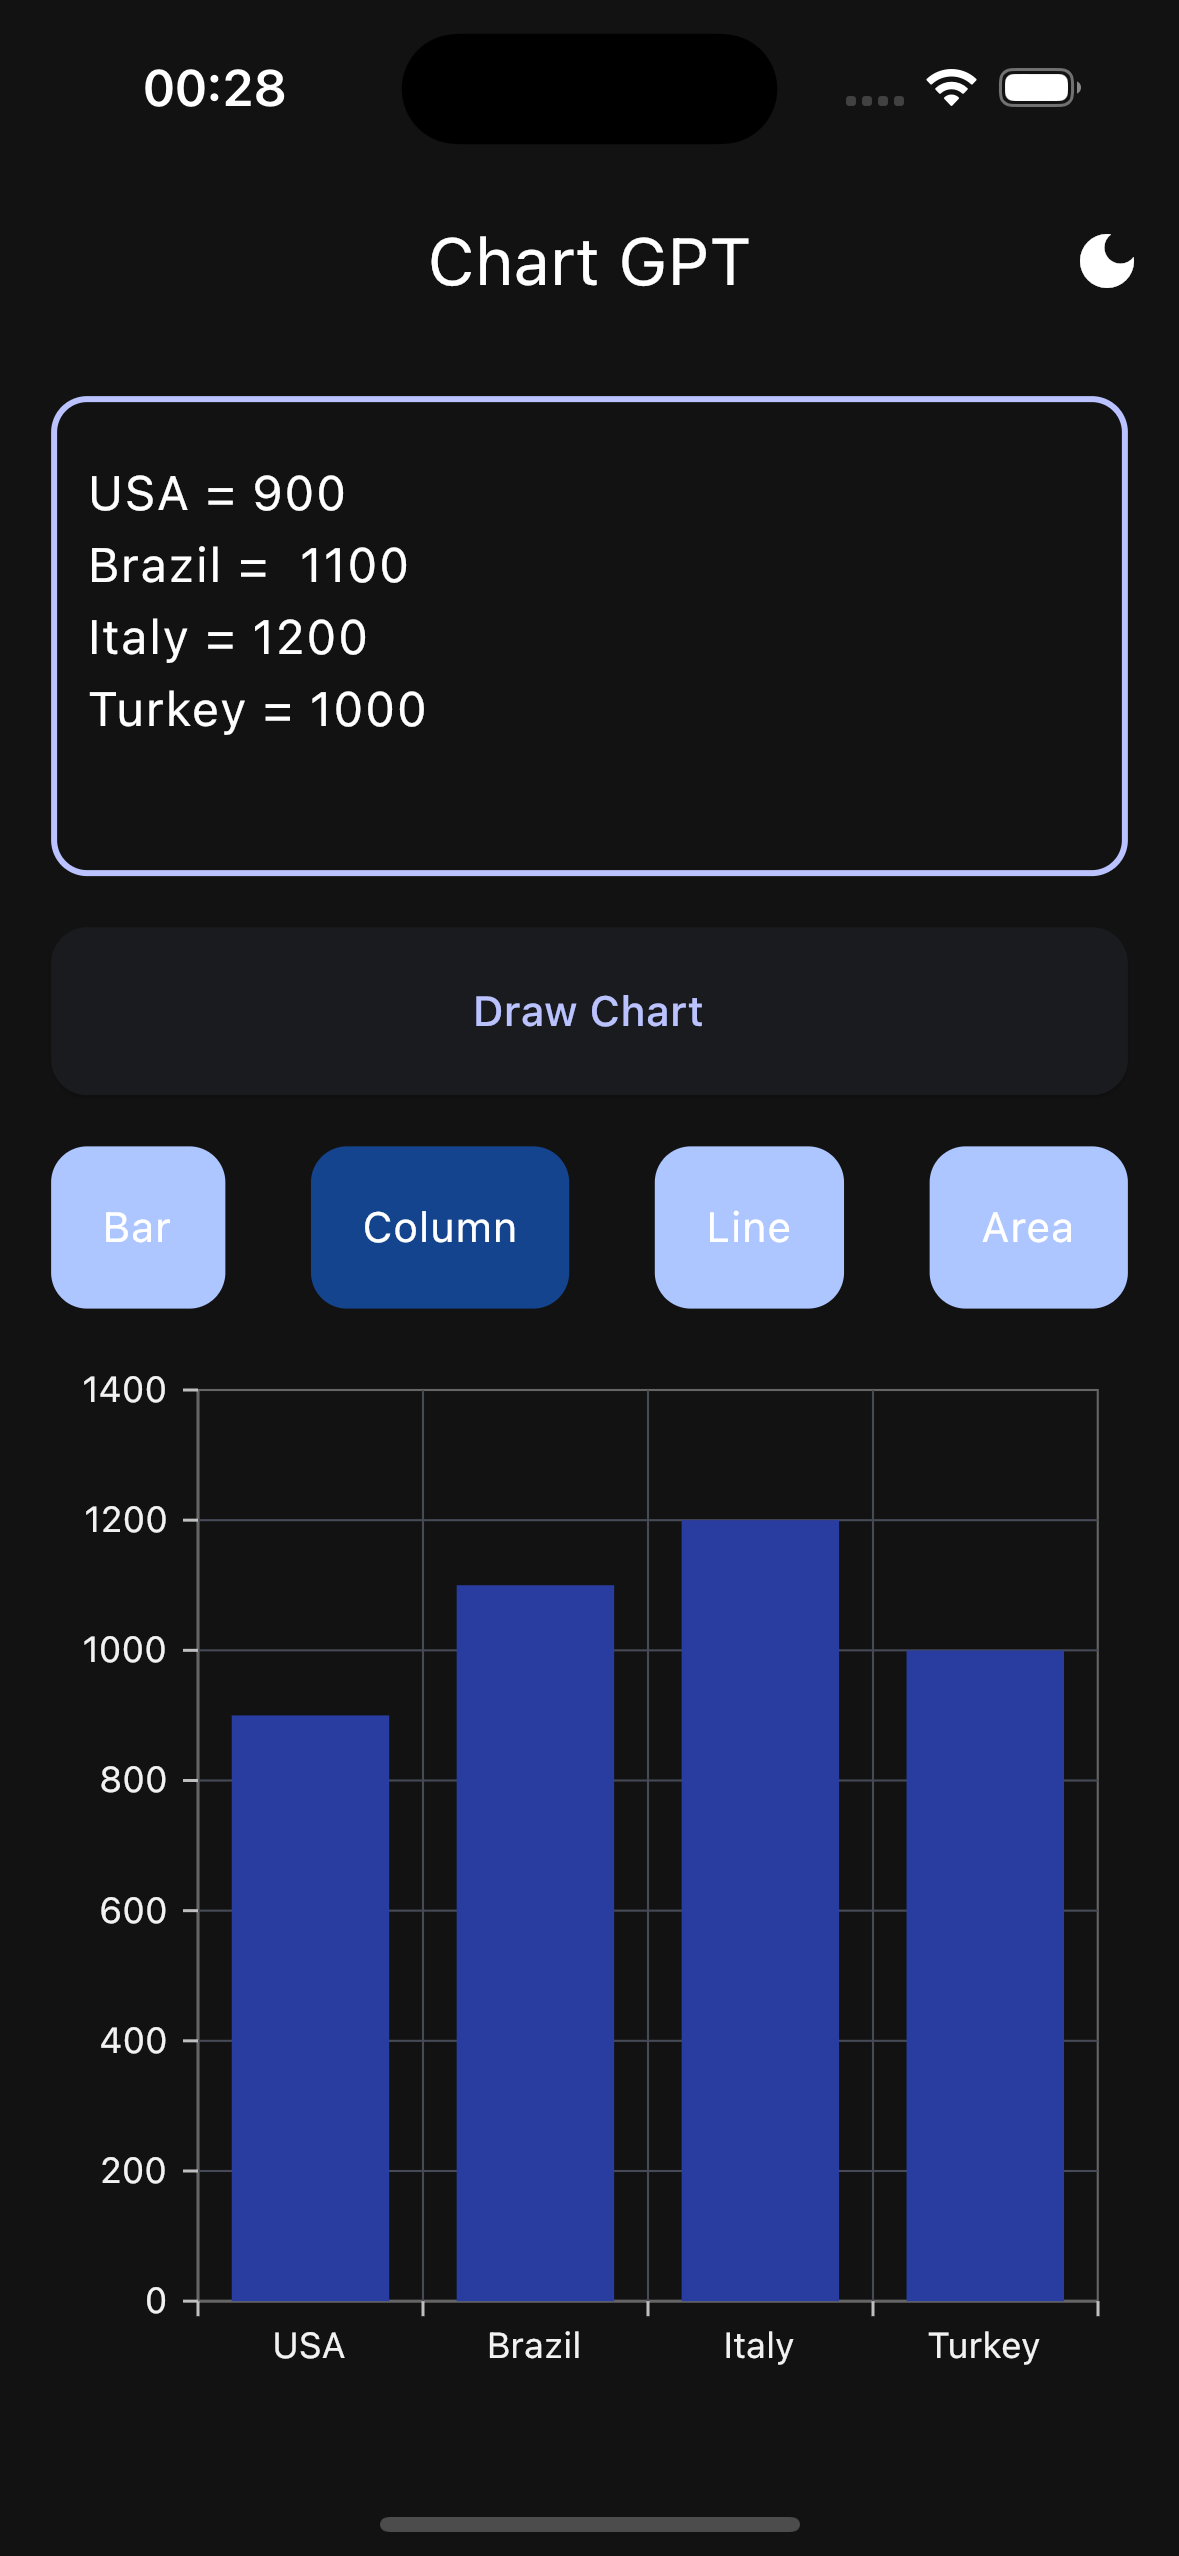 00:28
Chart GPT
USA = 900
Brazil =  1100
Italy = 1200
Turkey = 1000
Draw Chart
Bar Column Line Area
1400
1200
1000
800
600
400
200
0
USA Brazil Italy Turkey